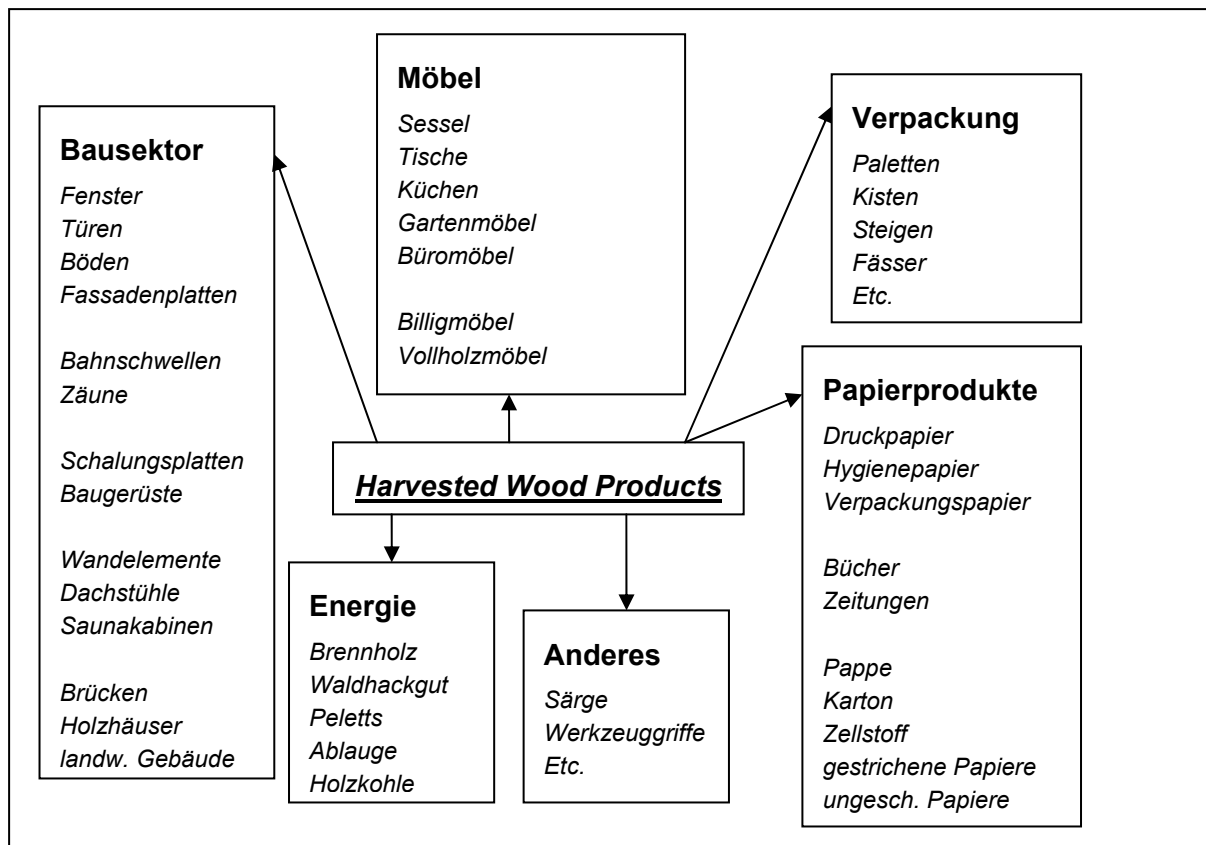 Möbel
Sessel
Tische
Küchen
Gartenmöbel
Büromöbel
Billigmöbel
Vollholzmöbel
Verpackung
Paletten
Kisten
Steigen
Fässer
Etc.
Bausektor
Fenster
Türen
Böden
Fassadenplatten
Bahnschwellen
Zäune
Schalungsplatten
Baugerüste
Wandelemente
Dachstühle
Saunakabinen
Brücken
Holzhäuser
landw. Gebäude
Harvested Wood Products
Papierprodukte
Druckpapier
Hygienepapier
Verpackungspapier
Bücher
Zeitungen
Pappe
Karton
Zellstoff
gestrichene Papiere
ungesch. Papiere
Energie
Brennholz
Waldhackgut
Peletts
Ablauge
Holzkohle
Anderes
Särge
Werkzeuggriffe
Etc.